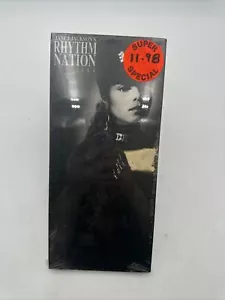 JANET JACKSON'S
RHYTHM
NATION
SUPER
11.98
SPECIAL